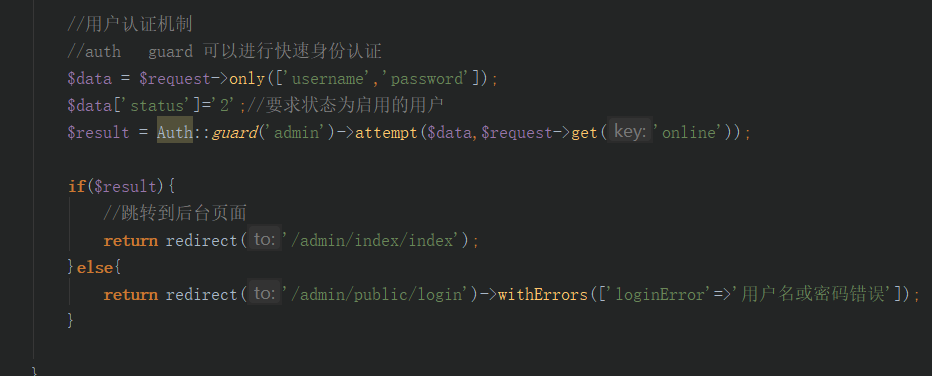 //用户认证机制
//auth   guard 可以进行快速身份认证
$data = $request->only(['username','password']);
$data['status']='2';//要求状态为启用的用户
$result = Auth::guard('admin')->attempt($data,$request->get( key: 'online'));
if($result){
//跳转到后台页面
return redirect( to: '/admin/index/index');
}else{
return redirect( to: '/admin/public/login')->withErrors(['loginError'=>'用户名或密码错误']);
}
}